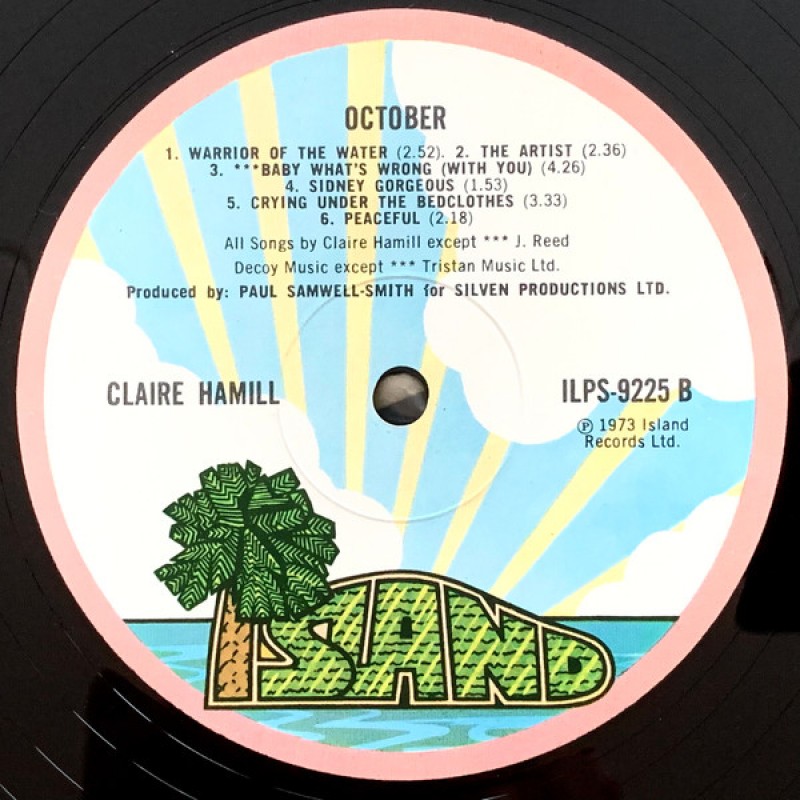 OCTOBER
1. WARRIOR OF THE WATER (2.52). 2. THE ARTIST (2.36)
3. ***BABY WHAT'S WRONG (WITH YOU) (4.26)
4. SIDNEY GORGEOUS (1.53)
5. CRYING UNDER THE BEDCLOTHES (3.33)
6. PEACEFUL (2.18)
All Songs by Claire Hamill except *** J. Reed
Decoy Music except *** Tristan Music Ltd.
Produced by: PAUL SAMWELL-SMITH for SILVEN PRODUCTIONS LTD.
CLAIRE HAMILL
ILPS-9225 B
℗ 1973 Island
Records Ltd.
ISLAND